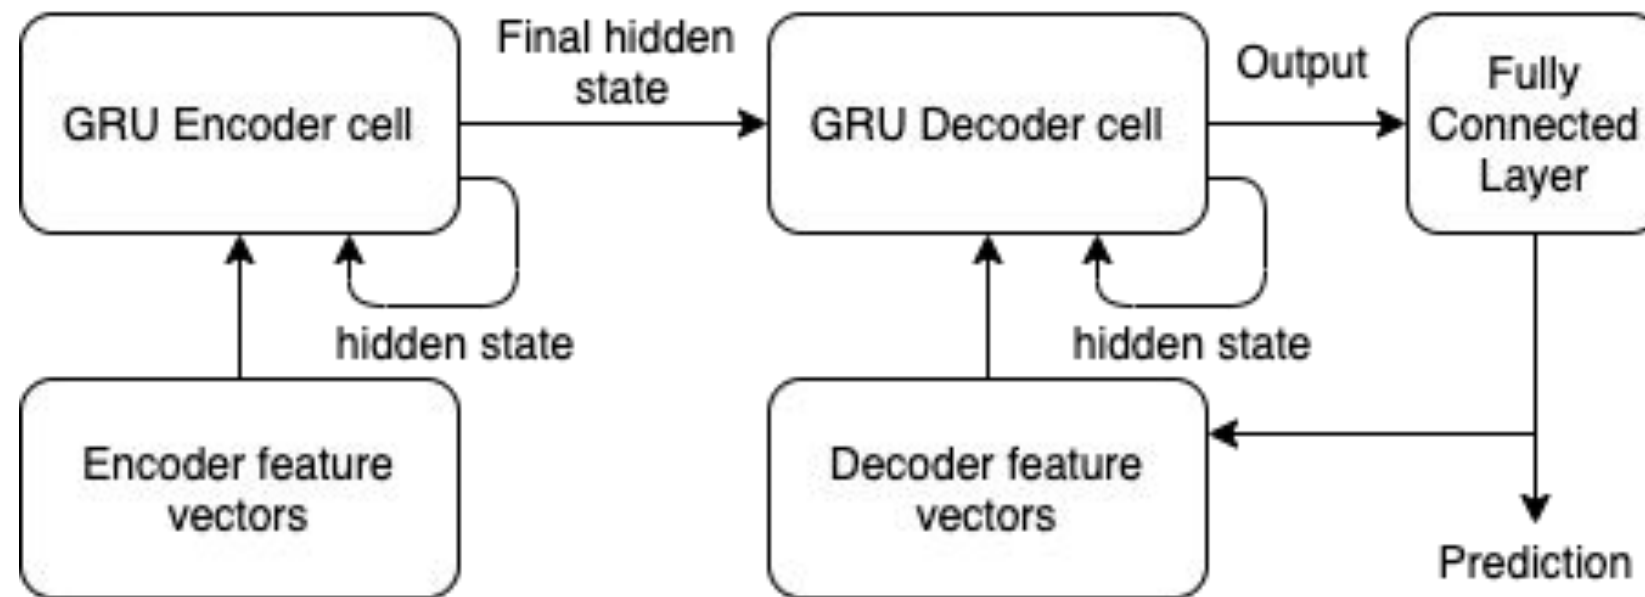 GRU Encoder cell
Final hidden
state
GRU Decoder cell
Output
Fully
Connected
Layer
hidden state
hidden state
Encoder feature
vectors
Decoder feature
vectors
Prediction